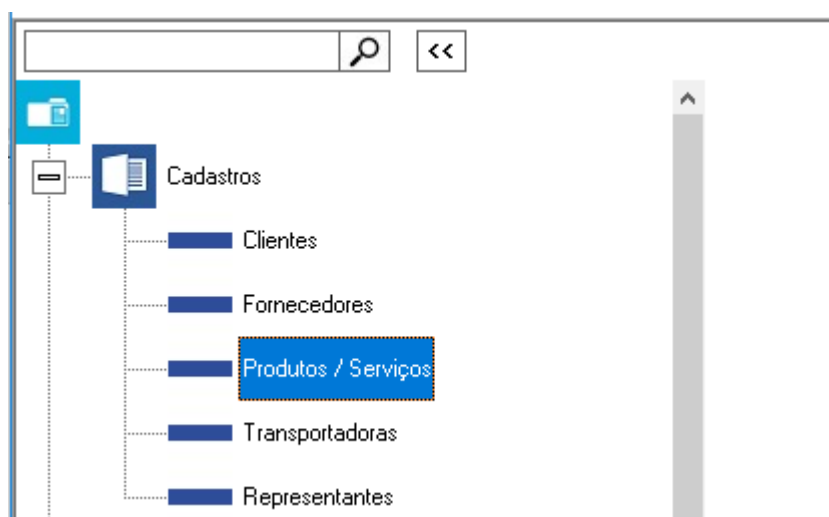 <<
Cadastros
Clientes
Fornecedores
Produtos / Serviços
Transportadoras
Representantes